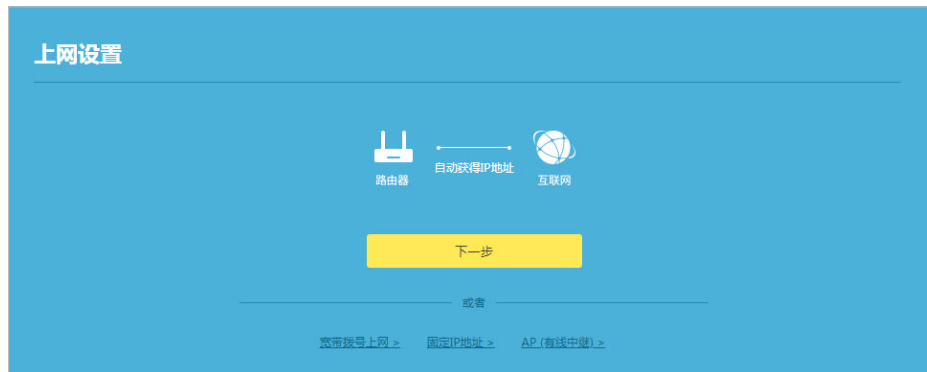 上网设置
自动获得IP地址
路由器
互联网
下一步
或者
宽带拨号上网 >
固定IP地址 >
AP (有线中继) >